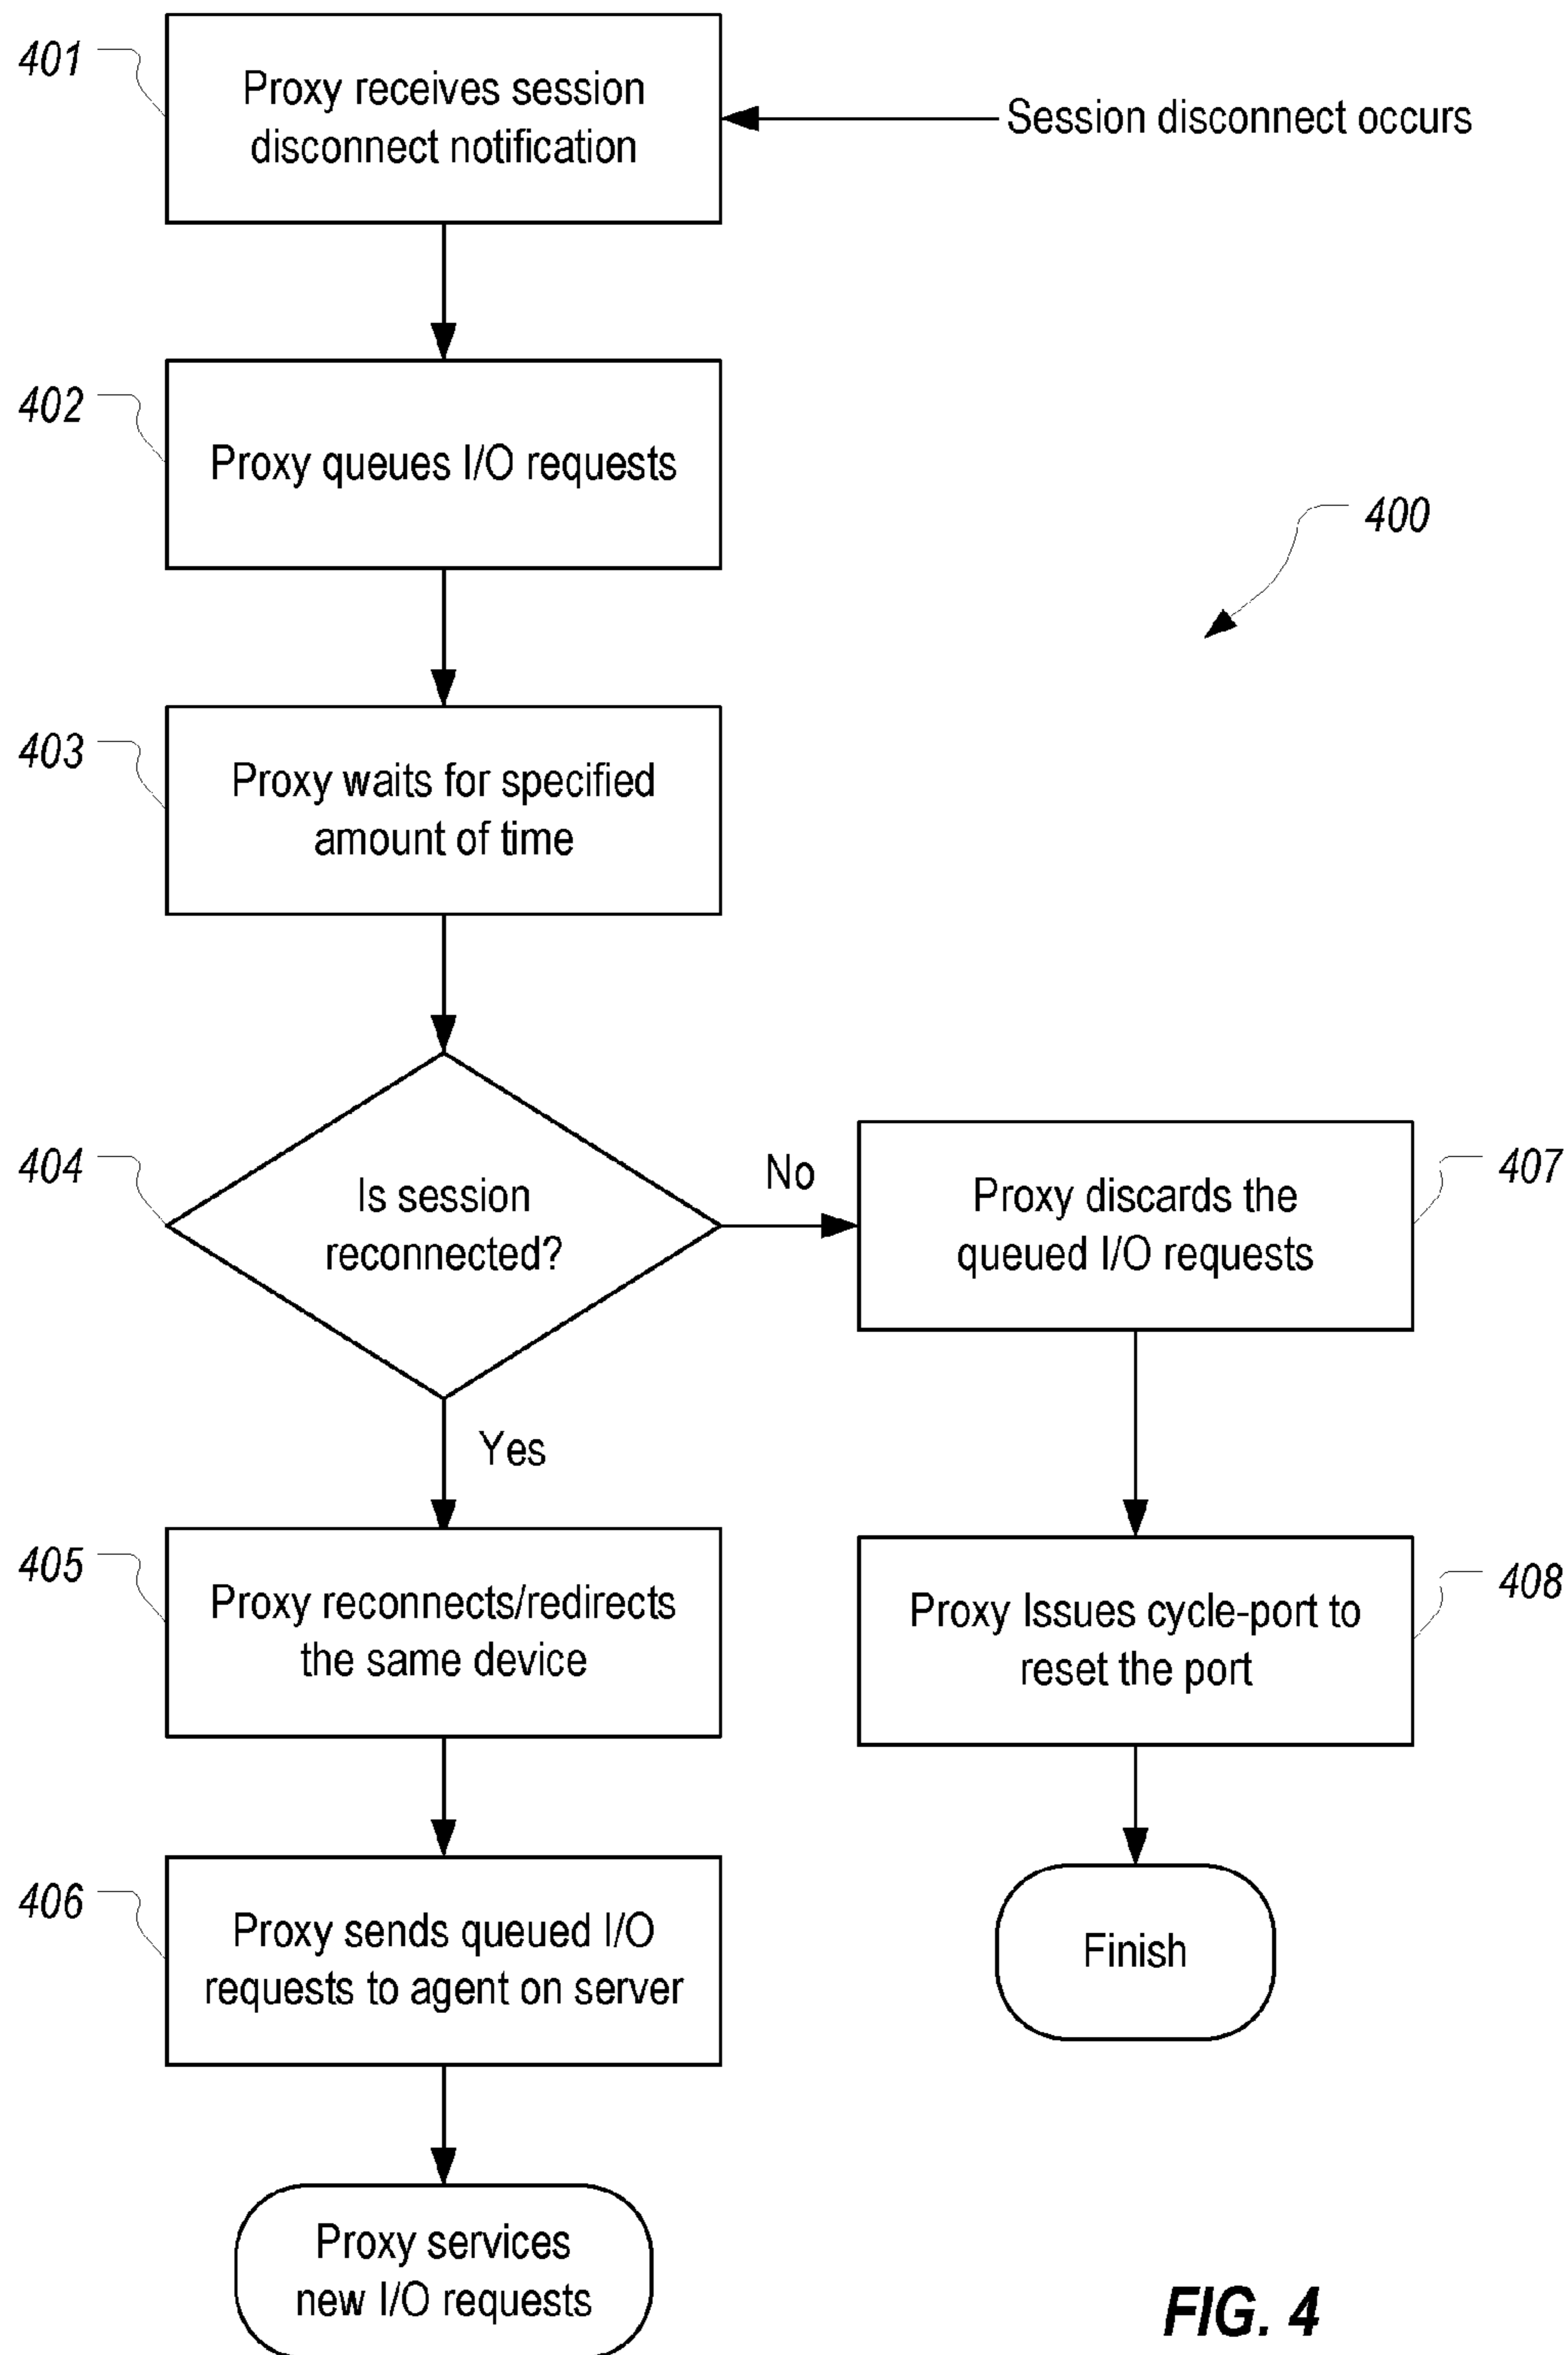 401
Proxy receives session
disconnect notification
Session disconnect occurs
402
Proxy queues I/O requests
400
403
Proxy waits for specified
amount of time
404
Is session
reconnected?
No
Proxy discards the
queued I/O requests
407
Yes
405
Proxy reconnects/redirects
the same device
Proxy Issues cycle-port to
reset the port
408
406
Proxy sends queued I/O
requests to agent on server
Finish
Proxy services
new I/O requests
FIG. 4